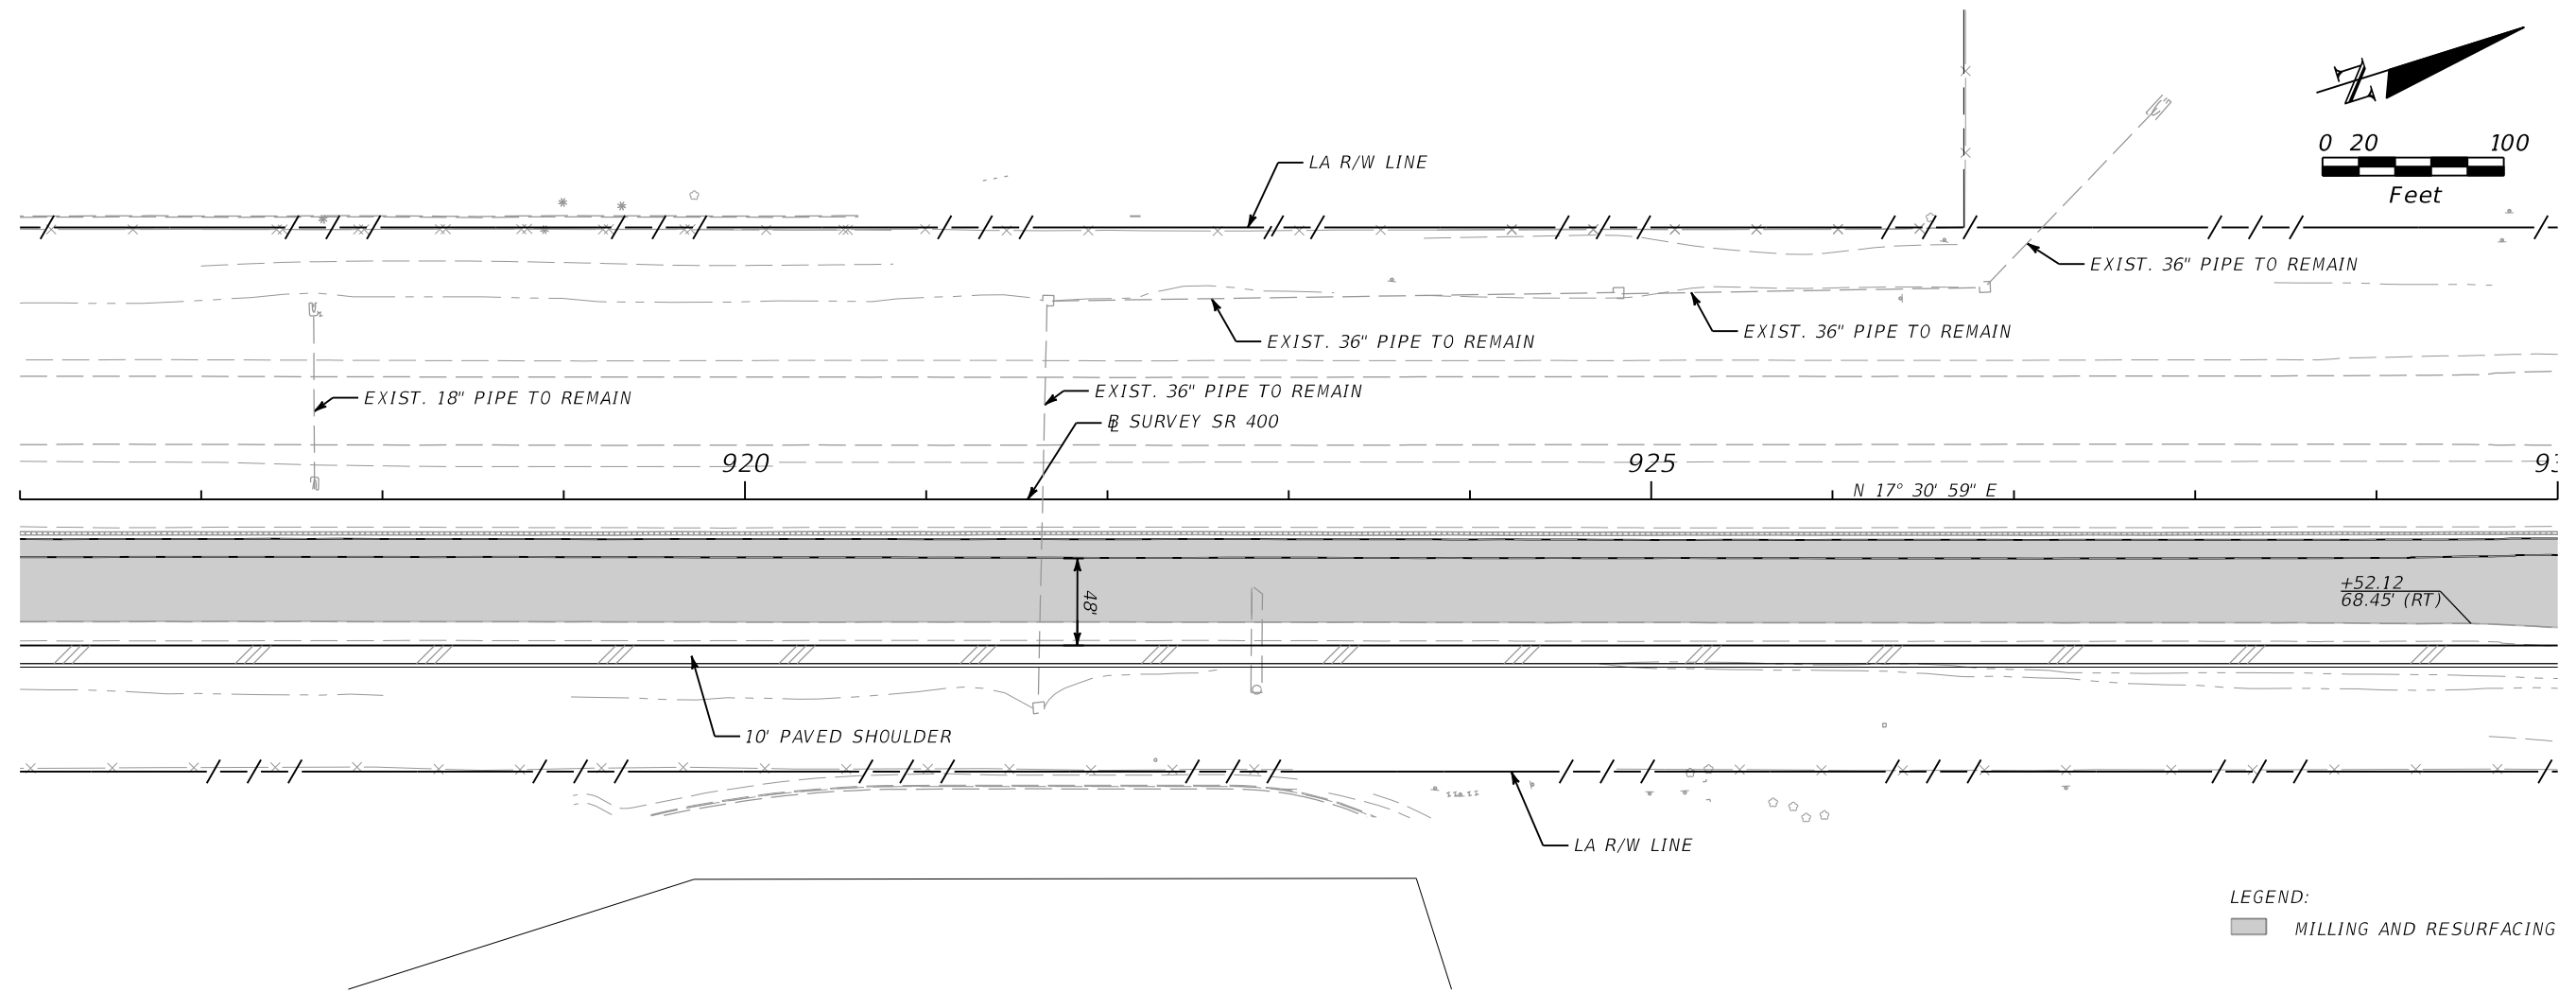 N
0 20 100
Feet
LA R/W LINE
EXIST. 36" PIPE TO REMAIN
EXIST. 36" PIPE TO REMAIN
EXIST. 36" PIPE TO REMAIN
EXIST. 18" PIPE TO REMAIN
EXIST. 36" PIPE TO REMAIN
BL SURVEY SR 400
920
925
93
N 17° 30' 59" E
48'
+52.12
68.45' (RT)
10' PAVED SHOULDER
LA R/W LINE
LEGEND:
MILLING AND RESURFACING